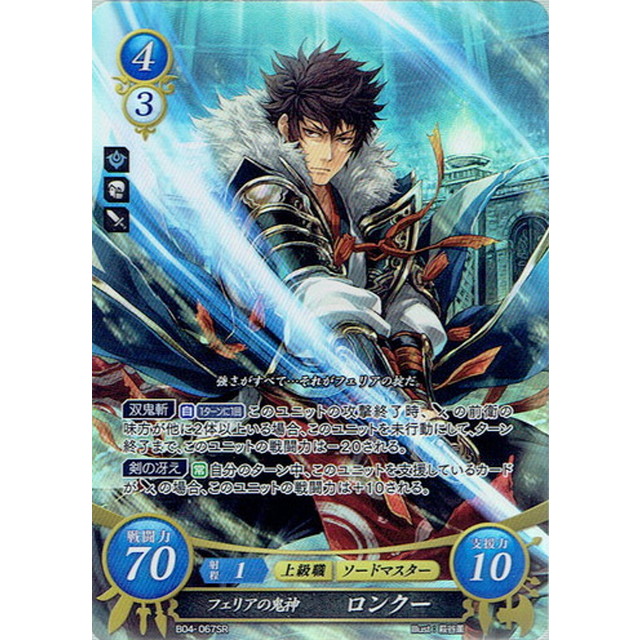 4
3
強さがすべて…それがフェリアの掟だ。
双鬼斬 自 1ターンに1回 このユニットの攻撃終了時、の前衛の
味方が他に2体以上いる場合、このユニットを未行動にして、ターン
終了まで、このユニットの戦闘力は－20される。
剣の冴え 常 自分のターン中、このユニットを支援しているカード
がの場合、このユニットの戦闘力は＋10される。
戦闘力
70
射程 1
上級職 ソードマスター
支援力
10
フェリアの鬼神 ロンクー
B04-067SR
Illust：萩谷薫